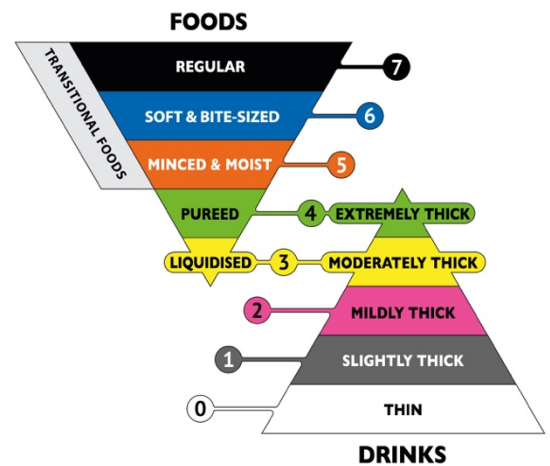 FOODS
TRANSITIONAL FOODS
REGULAR
7
SOFT & BITE-SIZED
6
MINCED & MOIST
5
PUREED
4
EXTREMELY THICK
LIQUIDISED
3
MODERATELY THICK
2
MILDLY THICK
1
SLIGHTLY THICK
0
THIN
DRINKS